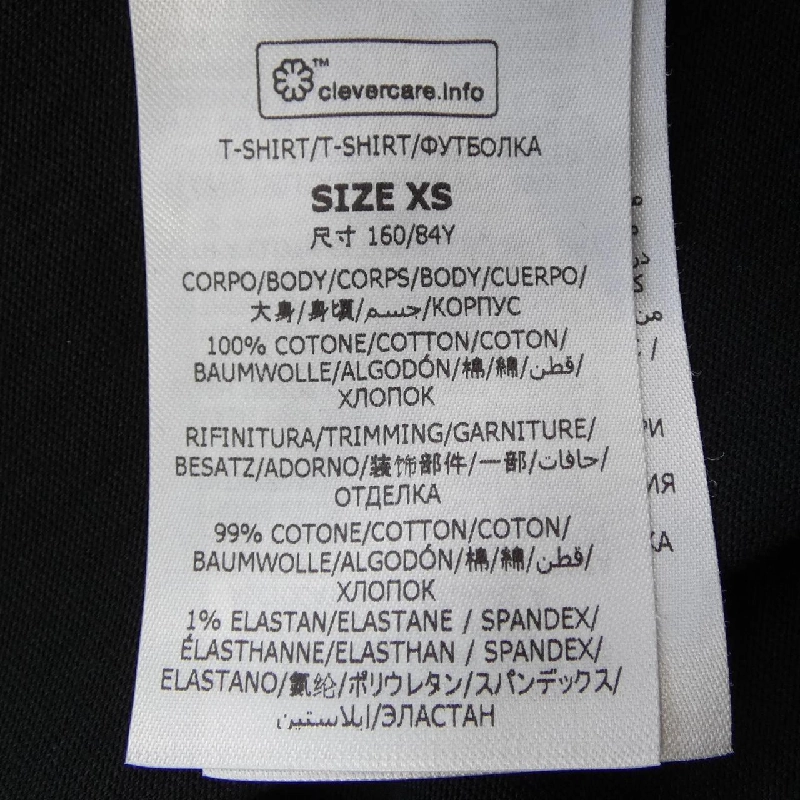 ™ clevercare.info
T-SHIRT/T-SHIRT/ФУТБОЛКА
SIZE XS
尺寸 160/84Y
CORPO/BODY/CORPS/BODY/CUERPO/
大身/身頃/جسم/КОРПУС
100% COTONE/COTTON/COTON/
BAUMWOLLE/ALGODÓN/棉/綿/قطن/
ХЛОПОК
RIFINITURA/TRIMMING/GARNITURE/
BESATZ/ADORNO/装饰部件/一部/حافات/
ОТДЕЛКА
99% COTONE/COTTON/COTON/
BAUMWOLLE/ALGODÓN/棉/綿/قطن/
ХЛОПОК
1% ELASTAN/ELASTANE / SPANDEX/
ÉLASTHANNE/ELASTHAN / SPANDEX/
ELASTANO/氨纶/ポリウレタン/スパンデックス/
إيلاستين/ЭЛАСТАН